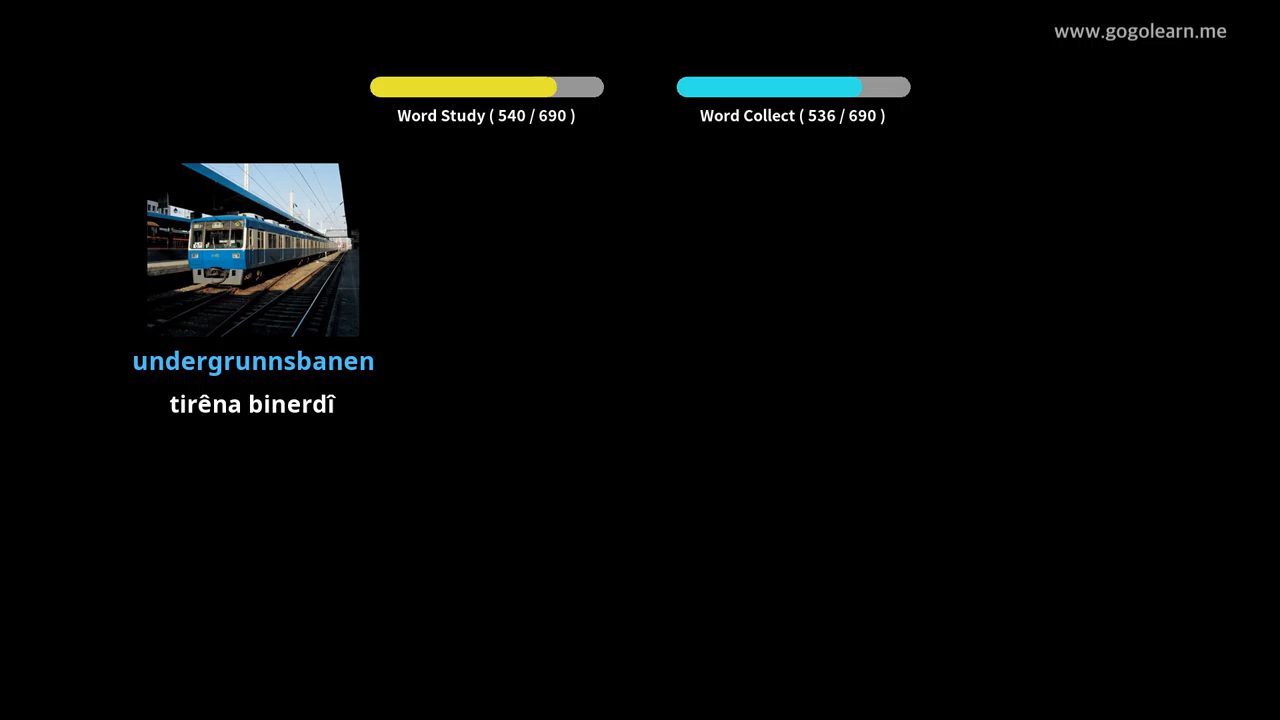 www.gogolearn.me
Word Study ( 540 / 690 )
Word Collect ( 536 / 690 )
undergrunnsbanen
tirêna binerdî